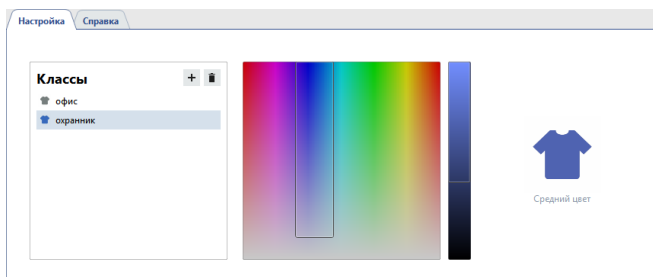 Настройка
Справка
Классы
офис
охранник
Средний цвет